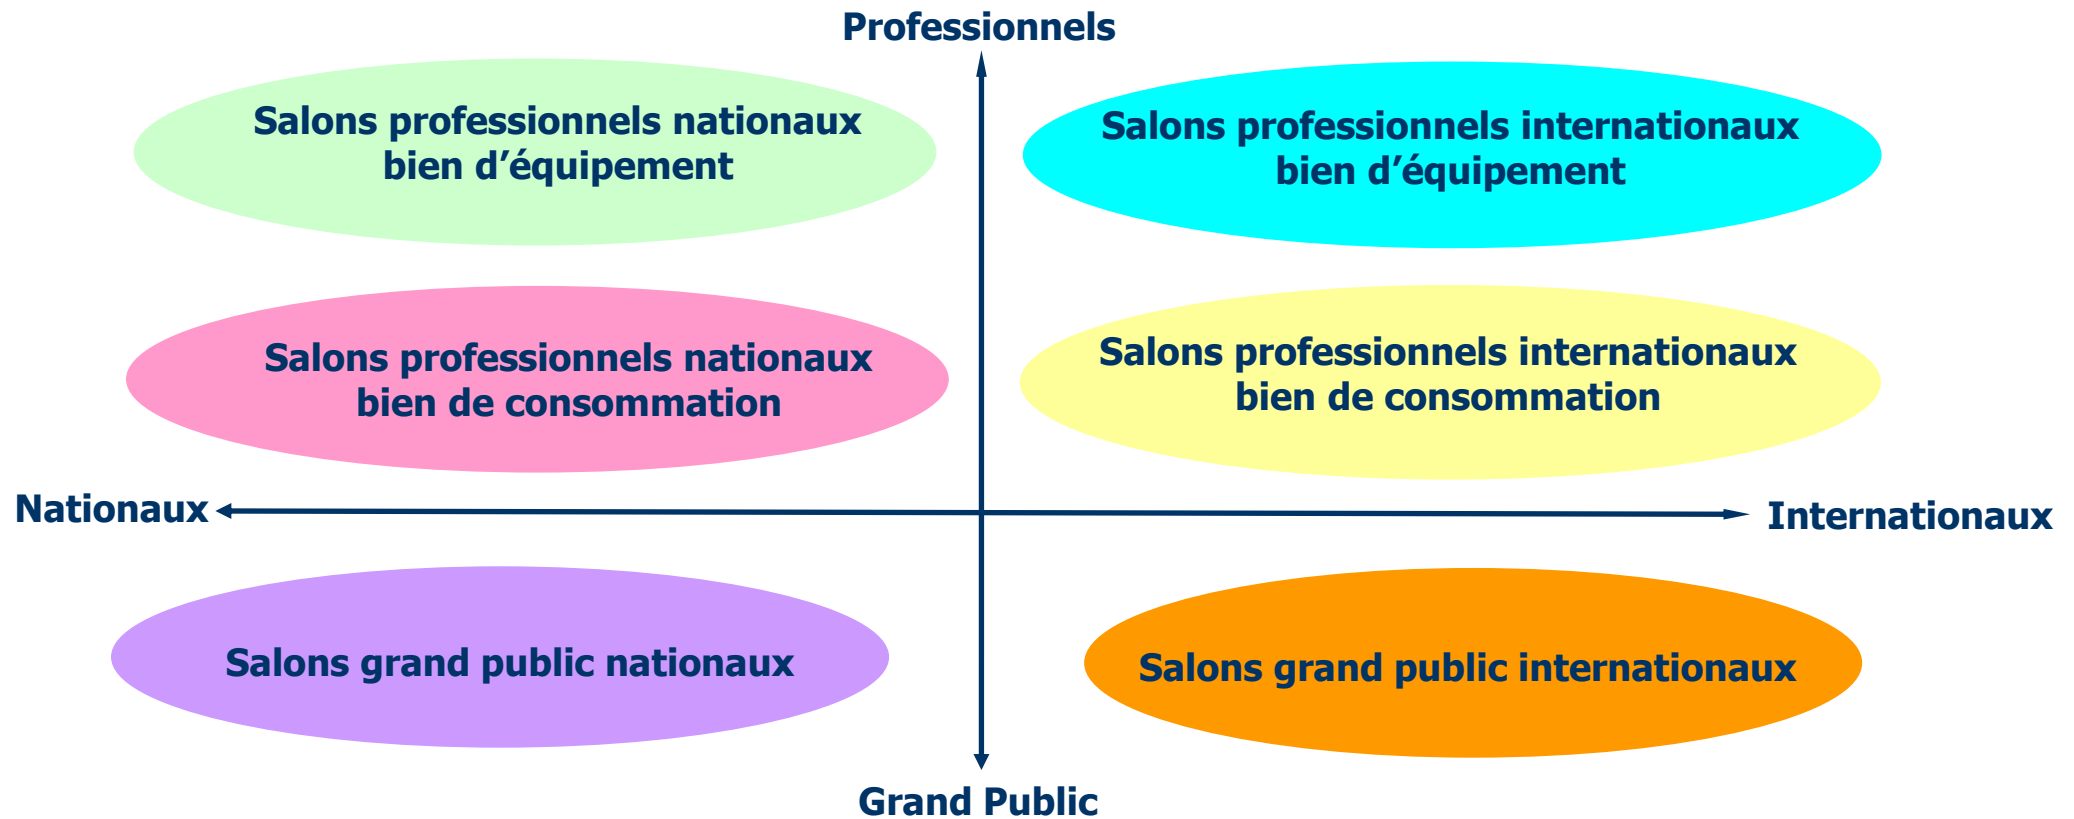 Professionnels
Salons professionnels nationaux
bien d’équipement
Salons professionnels internationaux
bien d’équipement
Salons professionnels nationaux
bien de consommation
Salons professionnels internationaux
bien de consommation
Nationaux
Internationaux
Salons grand public nationaux
Salons grand public internationaux
Grand Public